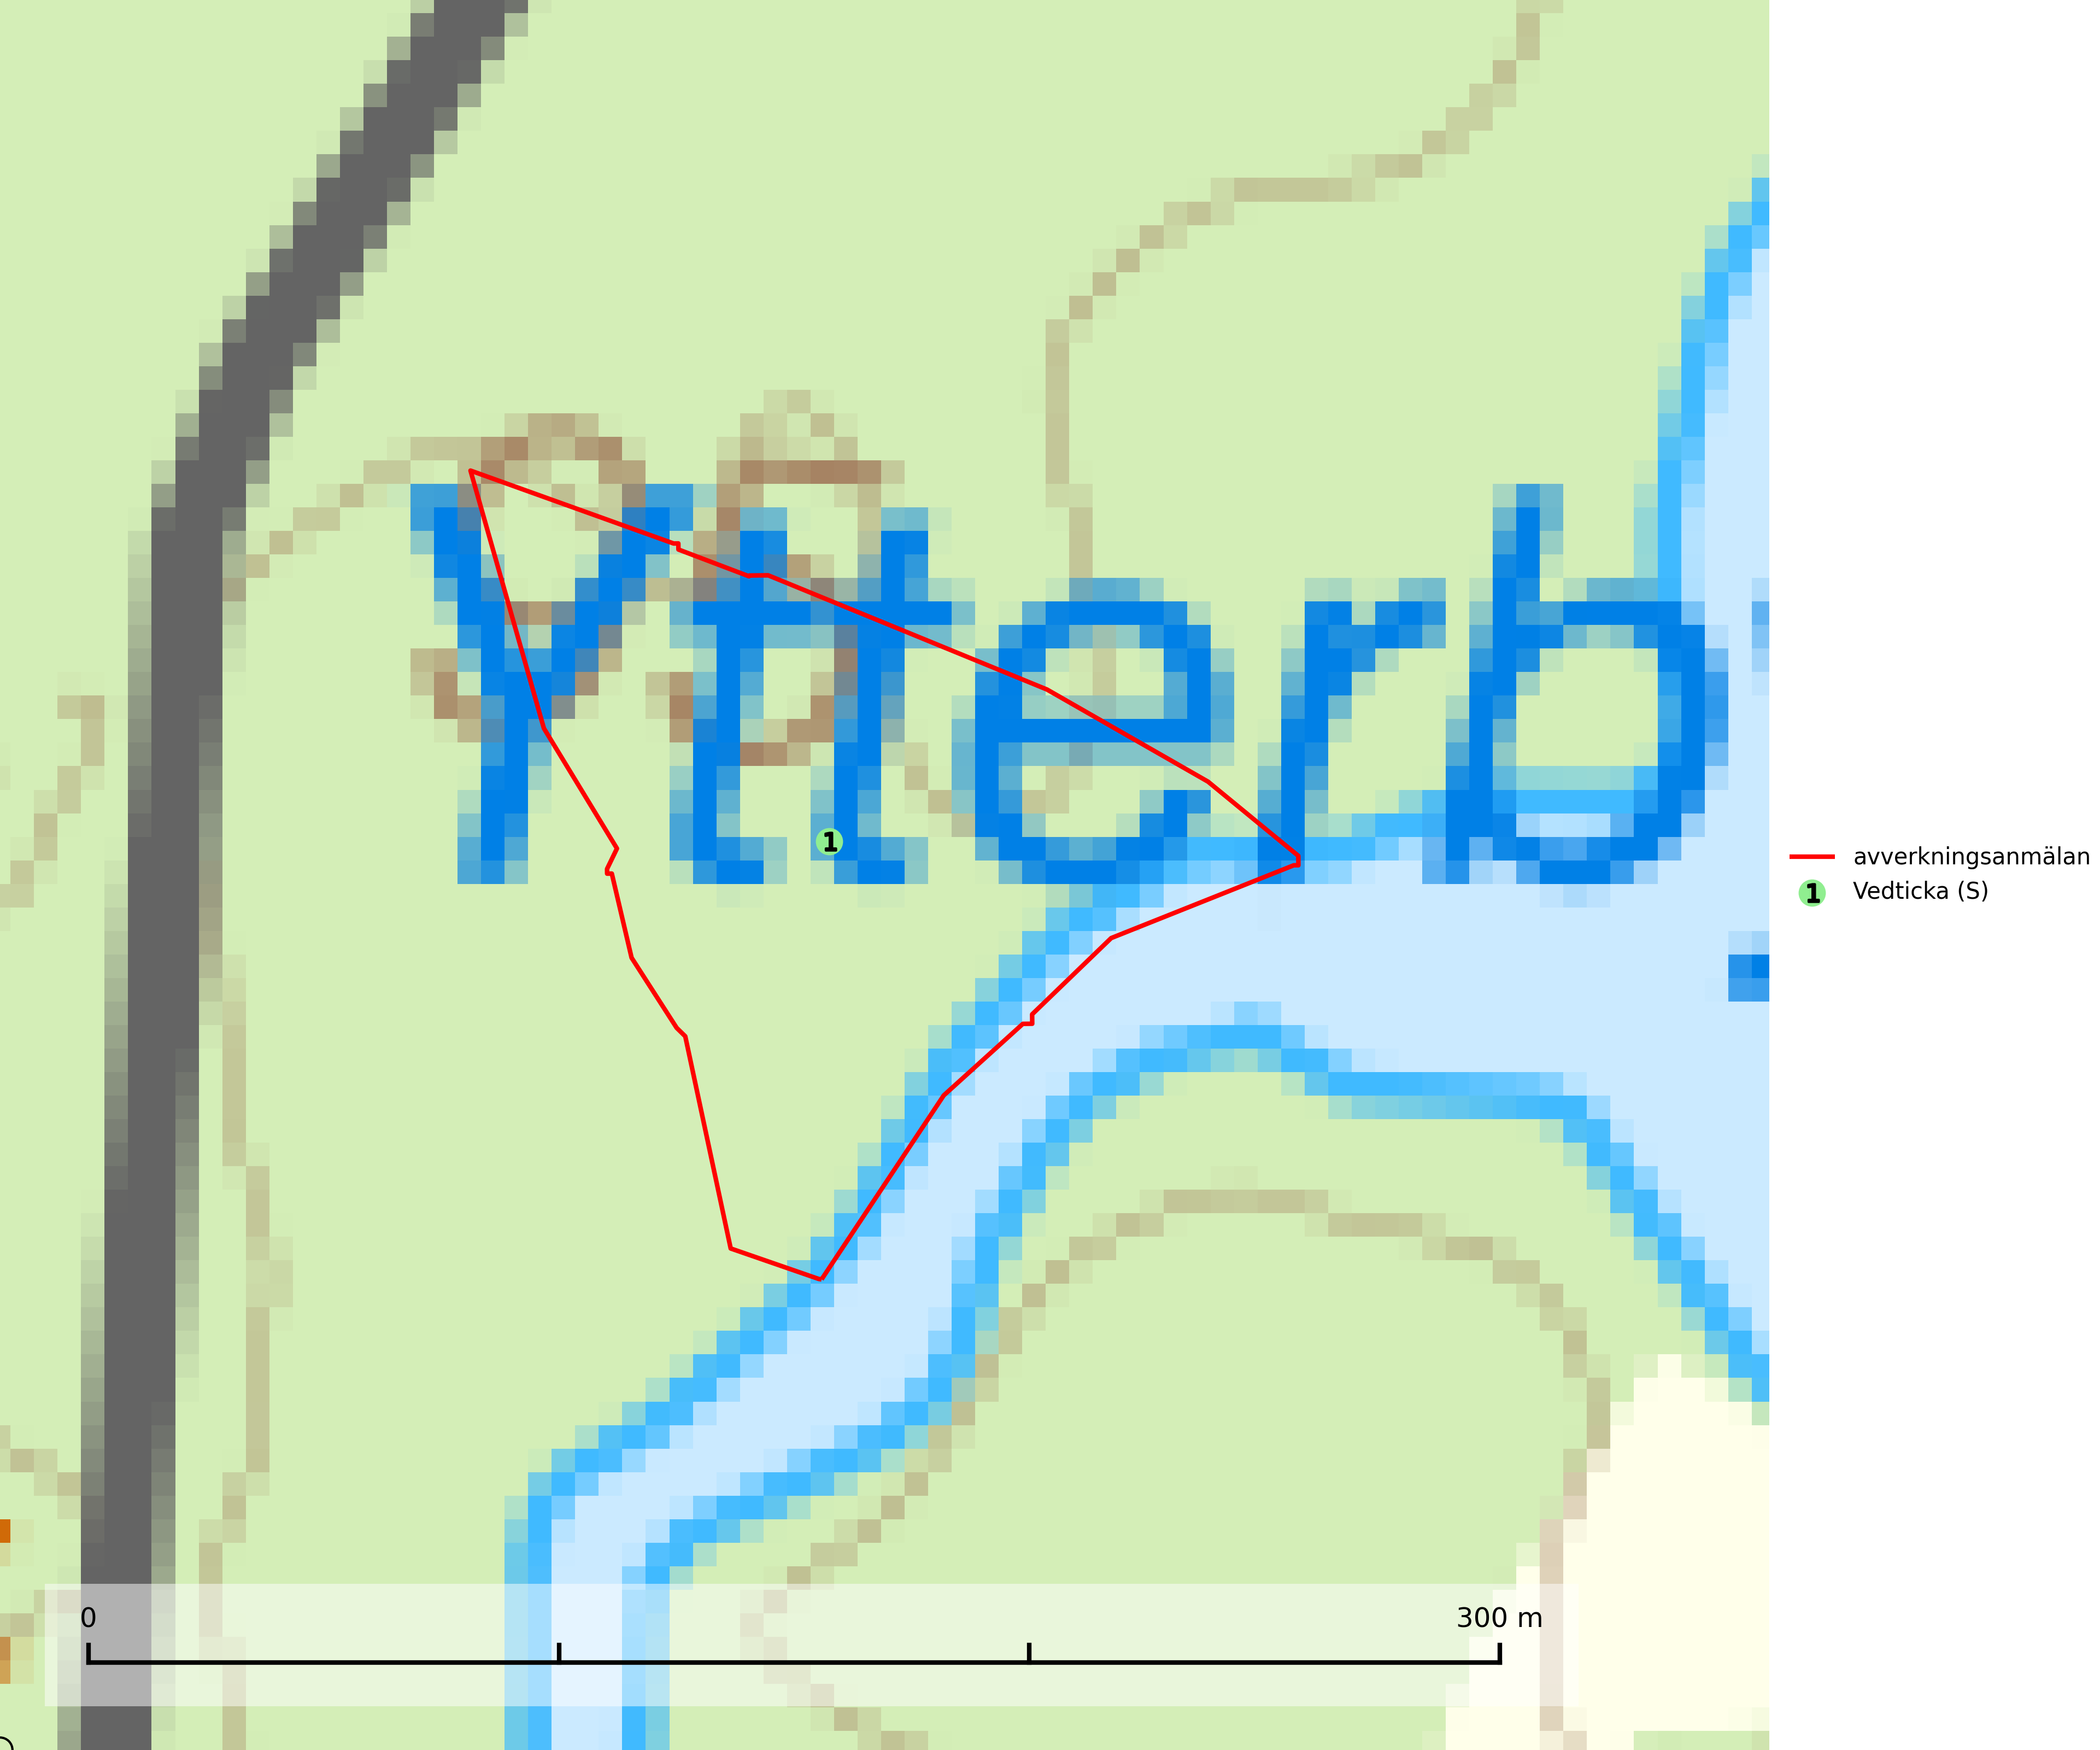 Ytterb
1
avverkningsanmälan
1 Vedticka (S)
0 300 m